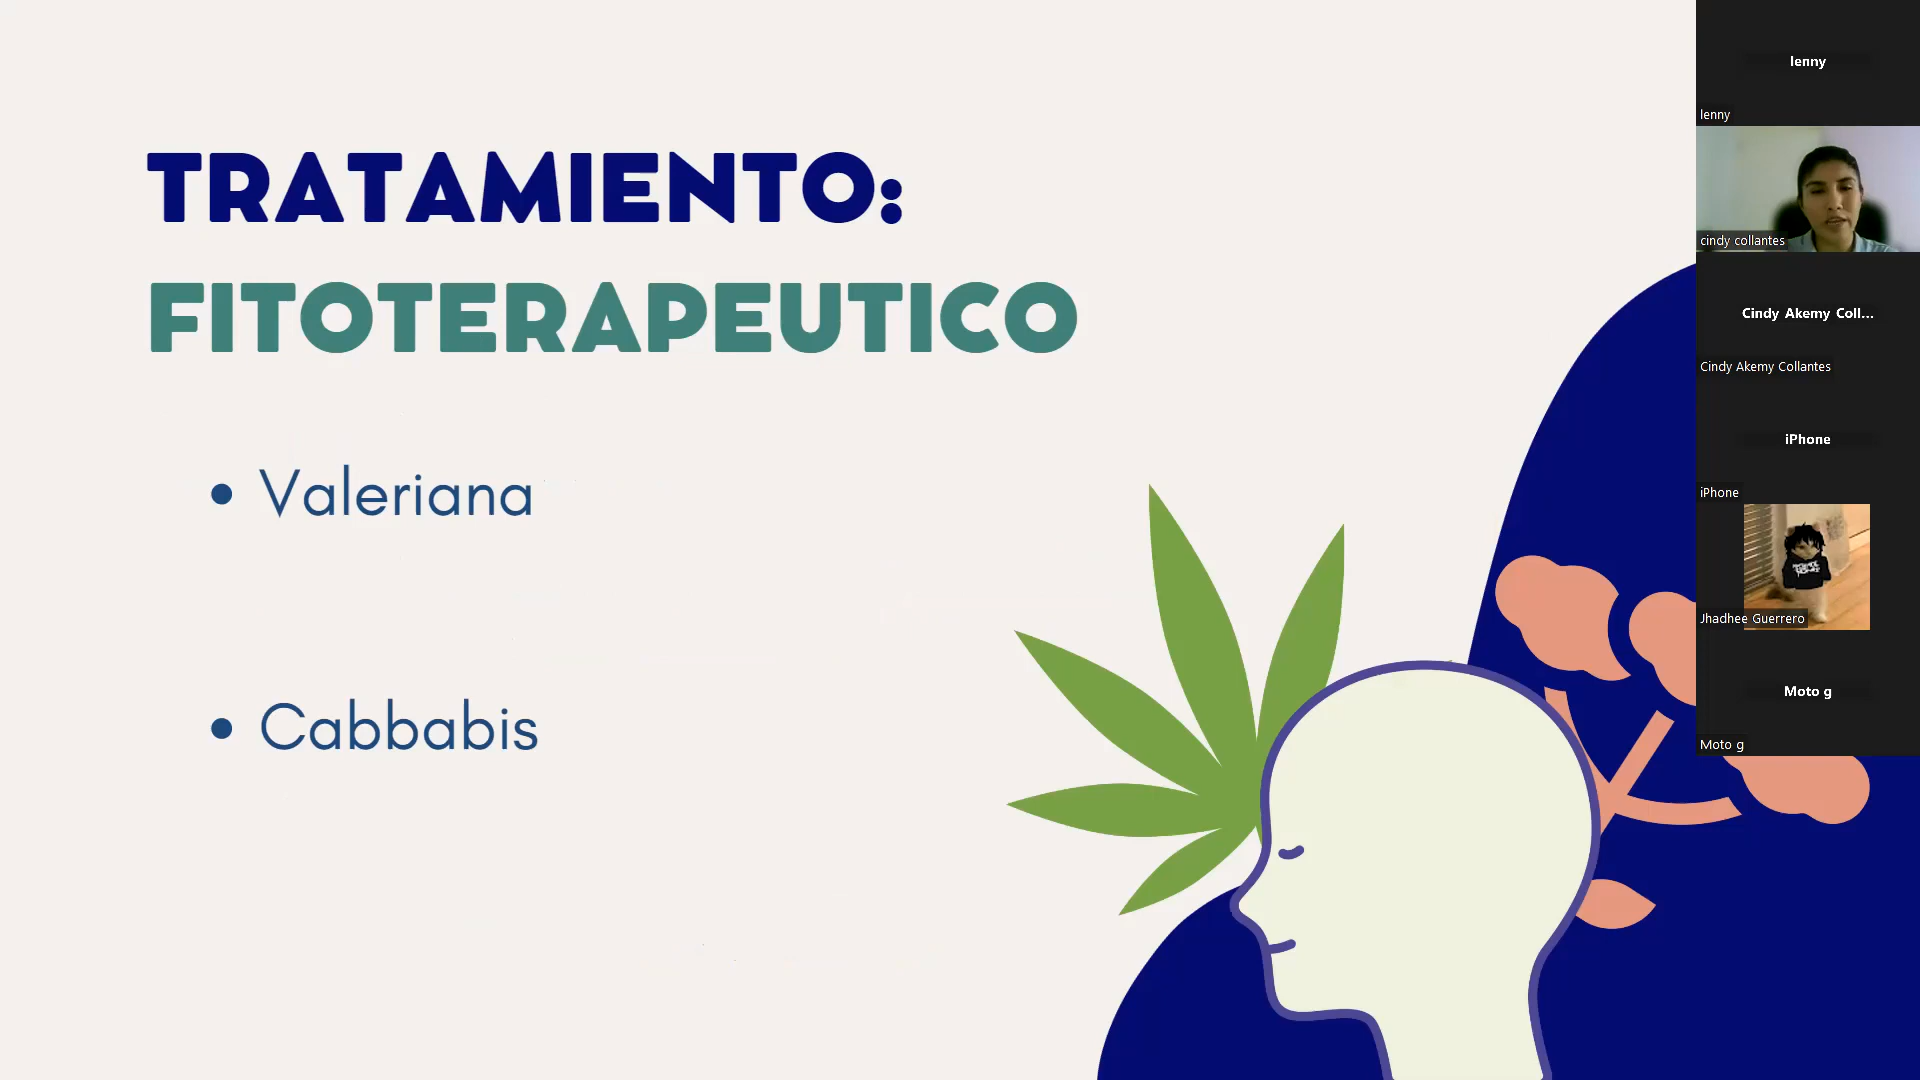 TRATAMIENTO:
FITOTERAPEUTICO
• Valeriana
• Cabbabis
lenny
lenny
cindy collantes
Cindy Akemy Coll...
Cindy Akemy Collantes
iPhone
iPhone
Jhadhee Guerrero
Moto g
Moto g